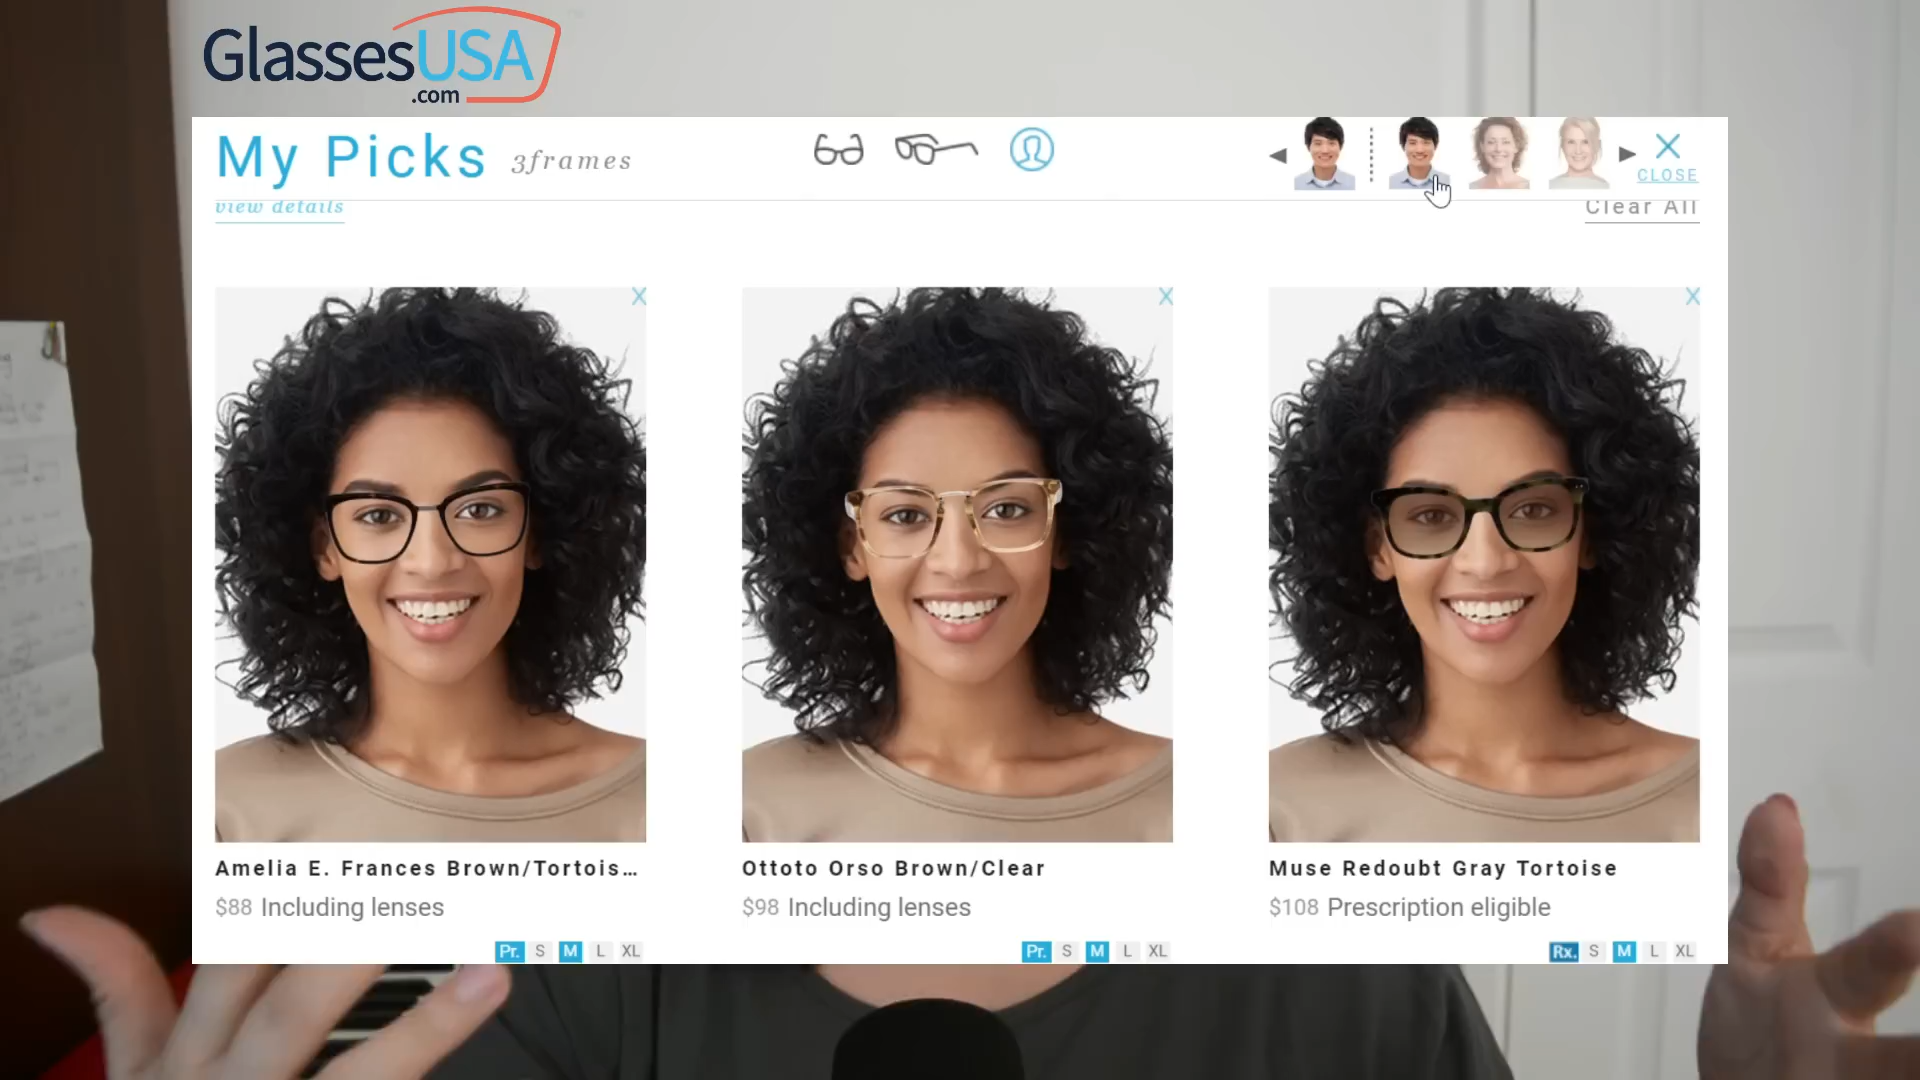 GlassesUSA
.com
My Picks 3frames
CLOSE
view details
Clear All
X
X
X
Amelia E. Frances Brown/Tortois...
$88 Including lenses
Pr. S M L XL
Ottoto Orso Brown/Clear
$98 Including lenses
Pr. S M L XL
Muse Redoubt Gray Tortoise
$108 Prescription eligible
Rx. S M L XL